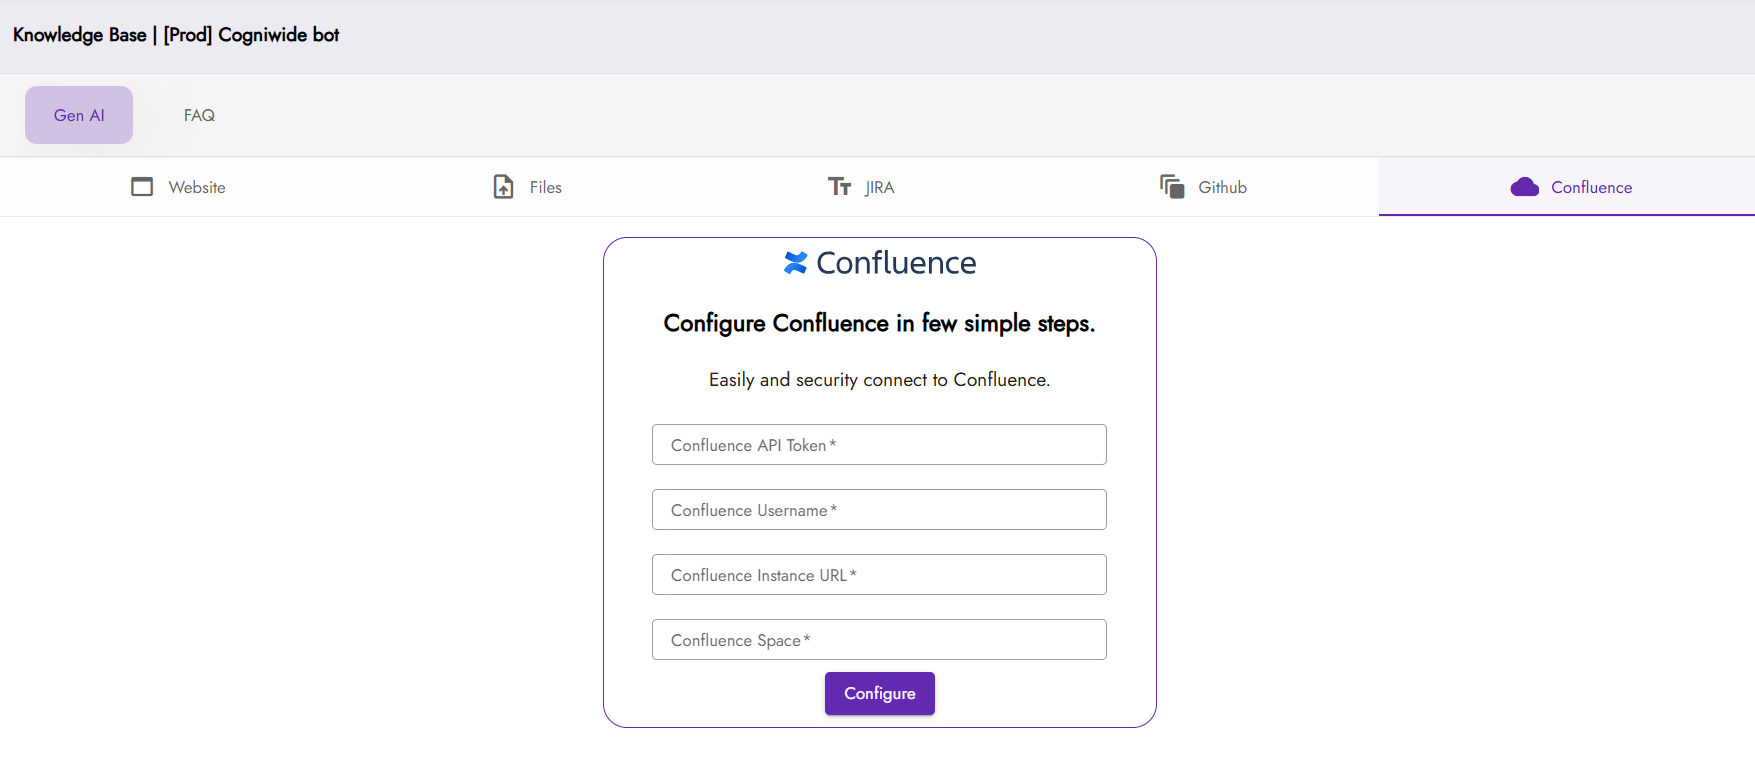 Knowledge Base | [Prod] Cogniwide bot
Gen AI FAQ
Website Files JIRA Github Confluence
Confluence
Configure Confluence in few simple steps.
Easily and security connect to Confluence.
Confluence API Token*
Confluence Username*
Confluence Instance URL*
Confluence Space*
Configure